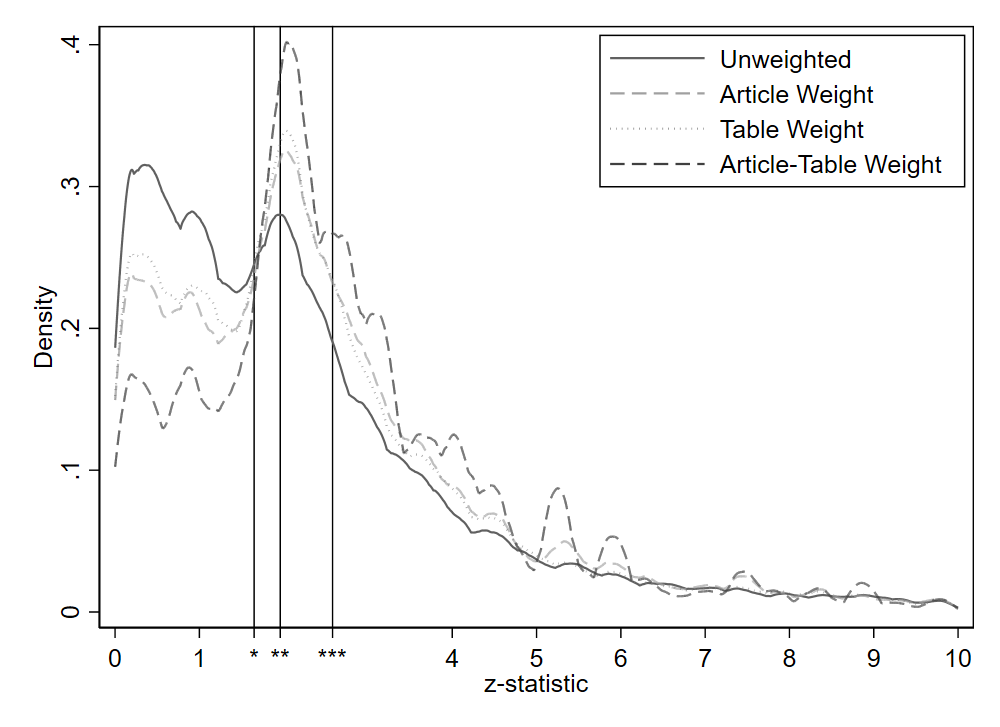 Unweighted
Article Weight
Table Weight
Article-Table Weight
.4
.3
.2
.1
0
Density
0 1 * ** *** 4 5 6 7 8 9 10
z-statistic